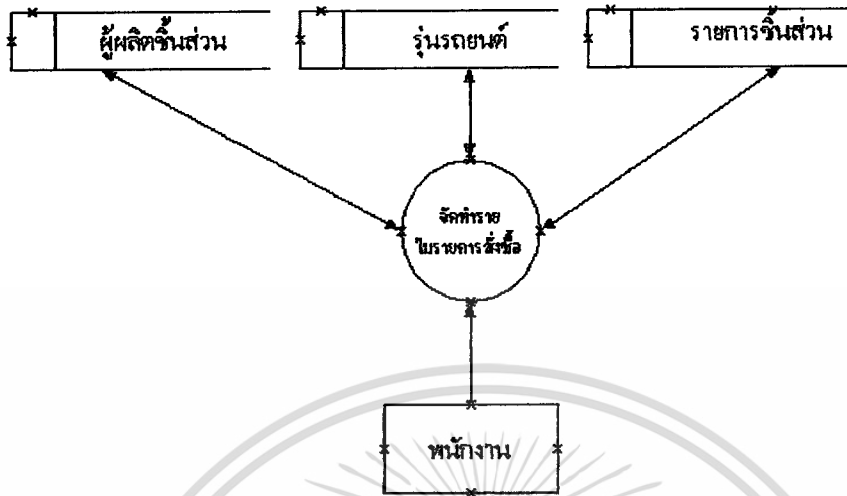 ผู้ผลิตชิ้นส่วน
รุ่นรถยนต์
รายการชิ้นส่วน
จัดทำราย
ใบรายการสั่งซื้อ
พนักงาน